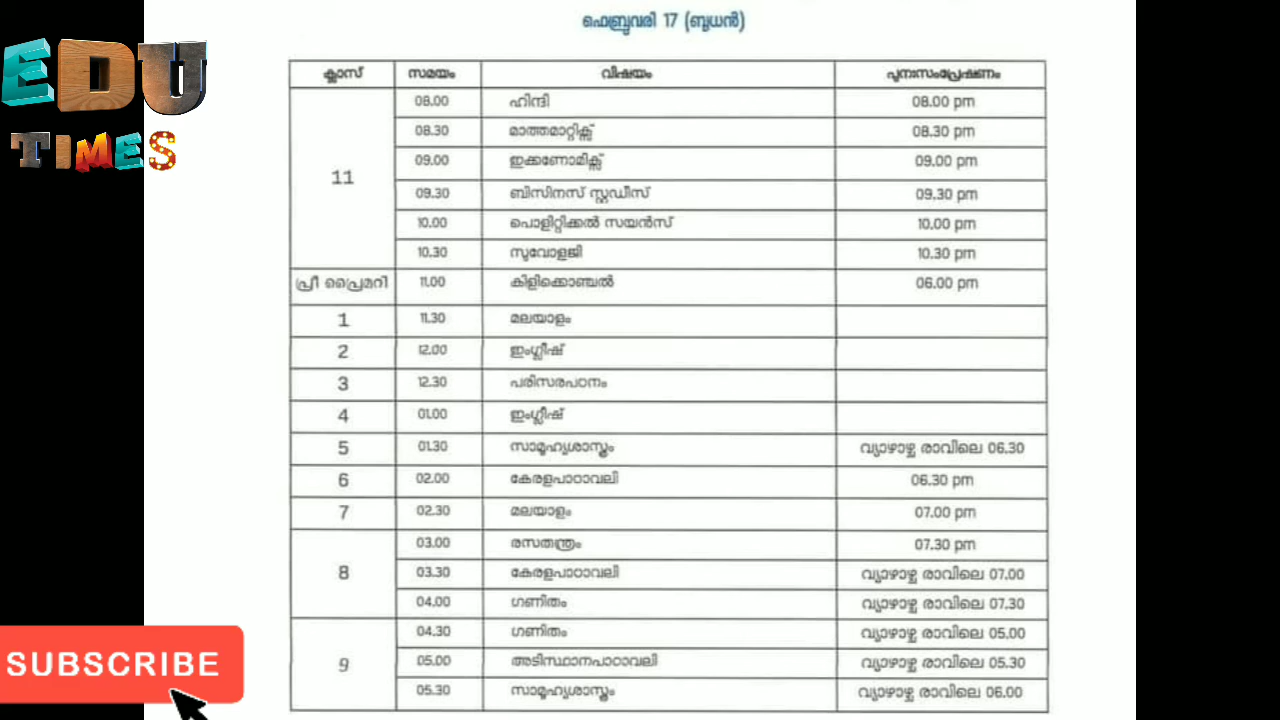 ഫെബ്രുവരി 17 (ബുധൻ)
EDU
TIMES
ക്ലാസ് സമയം വിഷയം പുനഃസംപ്രേഷണം
11 08.00 ഹിന്ദി 08.00 pm
08.30 മാത്തമാറ്റിക്സ് 08.30 pm
09.00 ഇക്കണോമിക്സ് 09.00 pm
09.30 ബിസിനസ് സ്റ്റഡീസ് 09.30 pm
10.00 പൊളിറ്റിക്കൽ സയൻസ് 10.00 pm
10.30 സുവോളജി 10.30 pm
പ്രീ പ്രൈമറി 11.00 കിളിക്കൊഞ്ചൽ 06.00 pm
1 11.30 മലയാളം
2 12.00 ഇംഗ്ലീഷ്
3 12.30 പരിസരപഠനം
4 01.00 ഇംഗ്ലീഷ്
5 01.30 സാമൂഹ്യശാസ്ത്രം വ്യാഴാഴ്ച രാവിലെ 06.30
6 02.00 കേരളപാഠാവലി 06.30 pm
7 02.30 മലയാളം 07.00 pm
8 03.00 രസതന്ത്രം 07.30 pm
03.30 കേരളപാഠാവലി വ്യാഴാഴ്ച രാവിലെ 07.00
04.00 ഗണിതം വ്യാഴാഴ്ച രാവിലെ 07.30
9 04.30 ഗണിതം വ്യാഴാഴ്ച രാവിലെ 05.00
05.00 അടിസ്ഥാനപാഠാവലി വ്യാഴാഴ്ച രാവിലെ 05.30
05.30 സാമൂഹ്യശാസ്ത്രം വ്യാഴാഴ്ച രാവിലെ 06.00
SUBSCRIBE